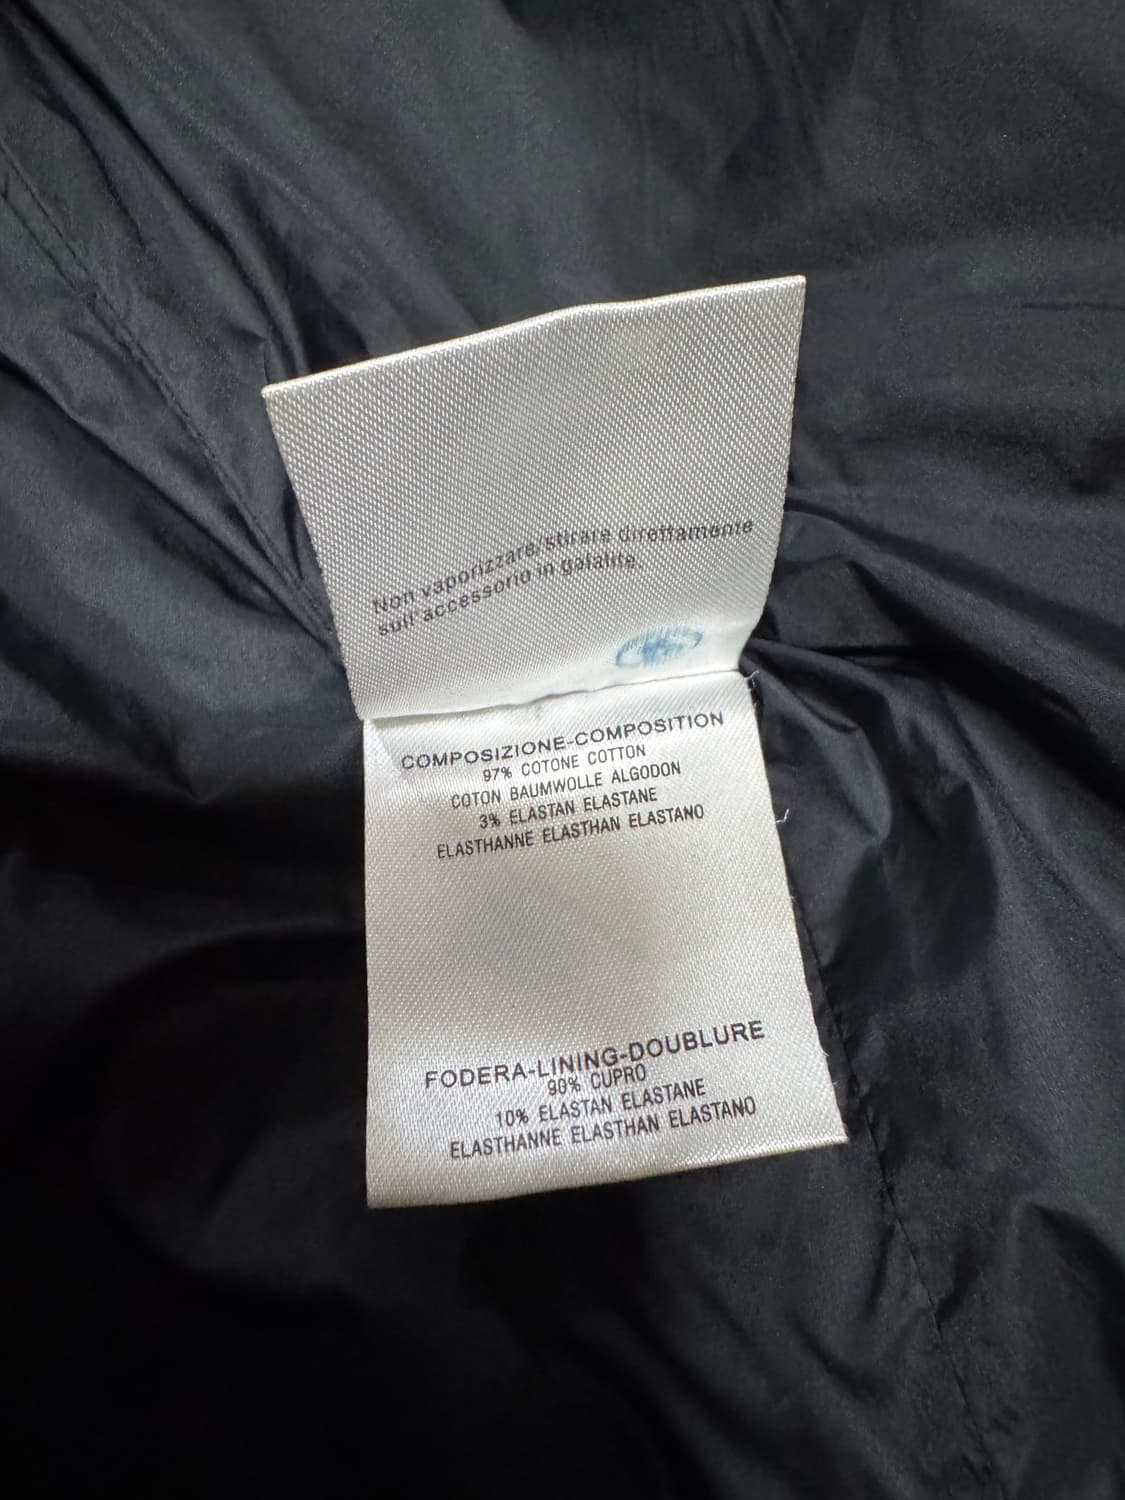 Non vaporizzare/stirare direttamente
sull'accessorio in galalite.
COMPOSIZIONE-COMPOSITION
97% COTONE COTTON
COTON BAUMWOLLE ALGODON
3% ELASTAN ELASTANE
ELASTHANNE ELASTHAN ELASTANO
FODERA-LINING-DOUBLURE
90% CUPRO
10% ELASTAN ELASTANE
ELASTHANNE ELASTHAN ELASTANO